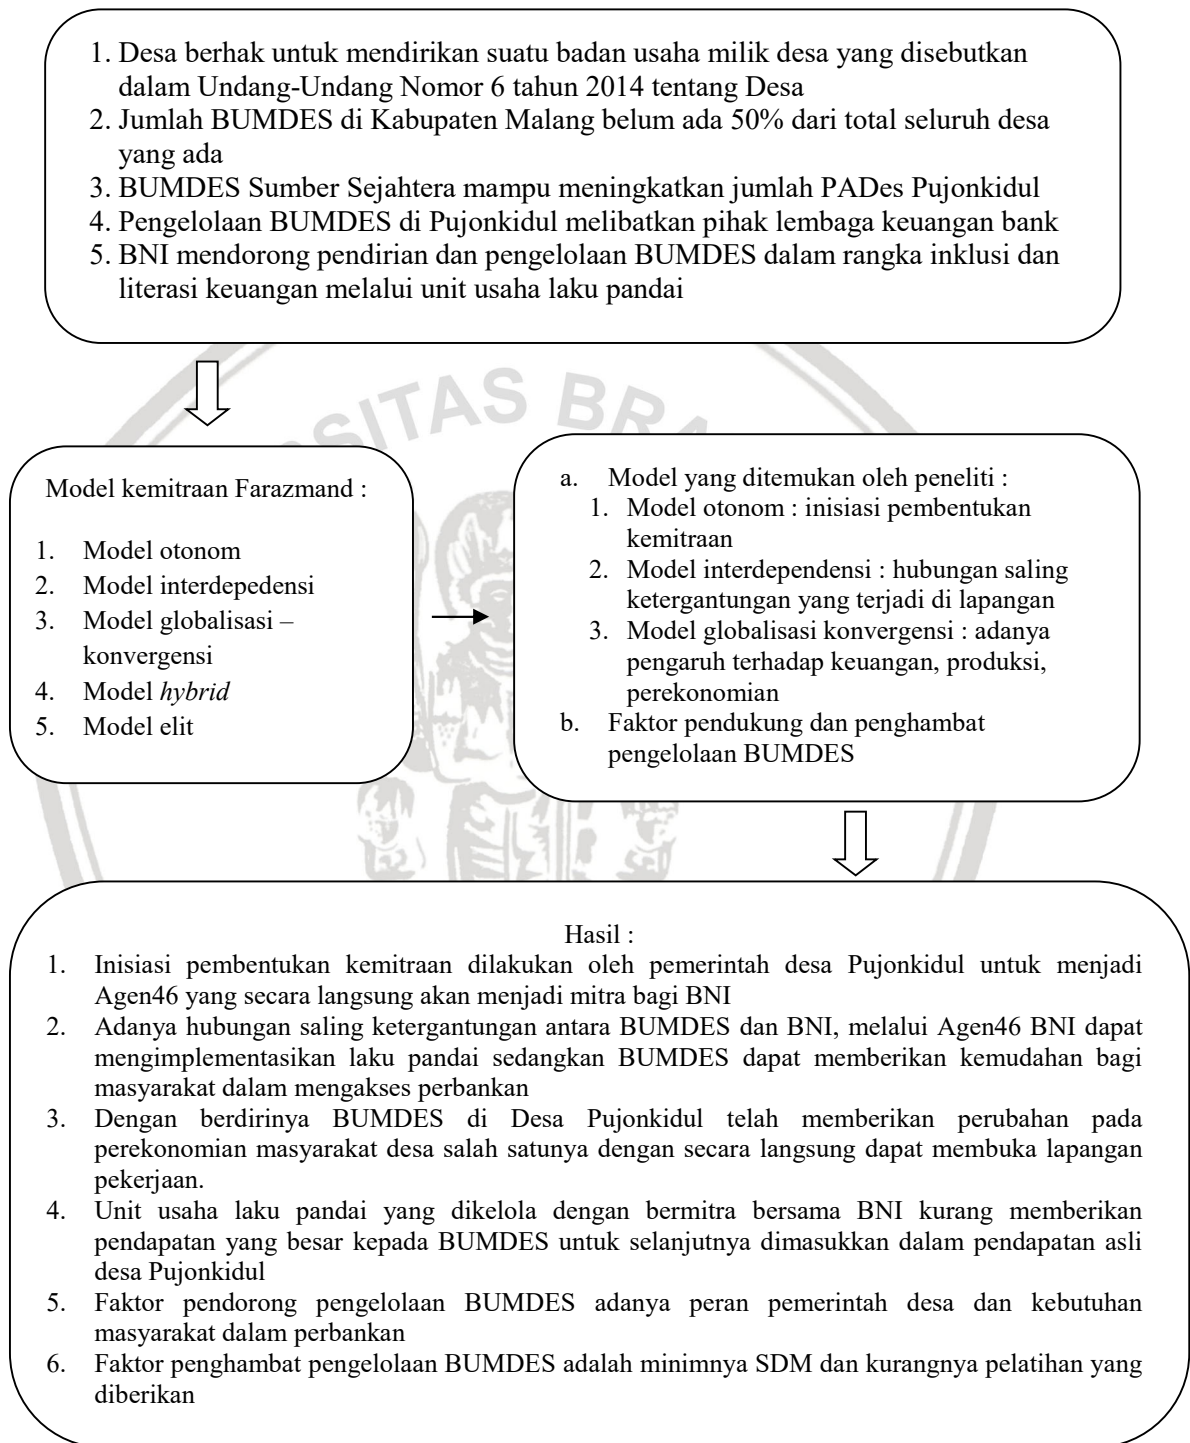 1. Desa berhak untuk mendirikan suatu badan usaha milik desa yang disebutkan
dalam Undang-Undang Nomor 6 tahun 2014 tentang Desa
2. Jumlah BUMDES di Kabupaten Malang belum ada 50% dari total seluruh desa
yang ada
3. BUMDES Sumber Sejahtera mampu meningkatkan jumlah PADes Pujonkidul
4. Pengelolaan BUMDES di Pujonkidul melibatkan pihak lembaga keuangan bank
5. BNI mendorong pendirian dan pengelolaan BUMDES dalam rangka inklusi dan
literasi keuangan melalui unit usaha laku pandai
SITAS BRA
Model kemitraan Farazmand :
1. Model otonom
2. Model interdepedensi
3. Model globalisasi –
konvergensi
4. Model hybrid
5. Model elit
a. Model yang ditemukan oleh peneliti :
1. Model otonom : inisiasi pembentukan
kemitraan
2. Model interdependensi : hubungan saling
ketergantungan yang terjadi di lapangan
3. Model globalisasi konvergensi : adanya
pengaruh terhadap keuangan, produksi,
perekonomian
b. Faktor pendukung dan penghambat
pengelolaan BUMDES
Hasil :
1. Inisiasi pembentukan kemitraan dilakukan oleh pemerintah desa Pujonkidul untuk menjadi
Agen46 yang secara langsung akan menjadi mitra bagi BNI
2. Adanya hubungan saling ketergantungan antara BUMDES dan BNI, melalui Agen46 BNI dapat
mengimplementasikan laku pandai sedangkan BUMDES dapat memberikan kemudahan bagi
masyarakat dalam mengakses perbankan
3. Dengan berdirinya BUMDES di Desa Pujonkidul telah memberikan perubahan pada
perekonomian masyarakat desa salah satunya dengan secara langsung dapat membuka lapangan
pekerjaan.
4. Unit usaha laku pandai yang dikelola dengan bermitra bersama BNI kurang memberikan
pendapatan yang besar kepada BUMDES untuk selanjutnya dimasukkan dalam pendapatan asli
desa Pujonkidul
5. Faktor pendorong pengelolaan BUMDES adanya peran pemerintah desa dan kebutuhan
masyarakat dalam perbankan
6. Faktor penghambat pengelolaan BUMDES adalah minimnya SDM dan kurangnya pelatihan yang
diberikan